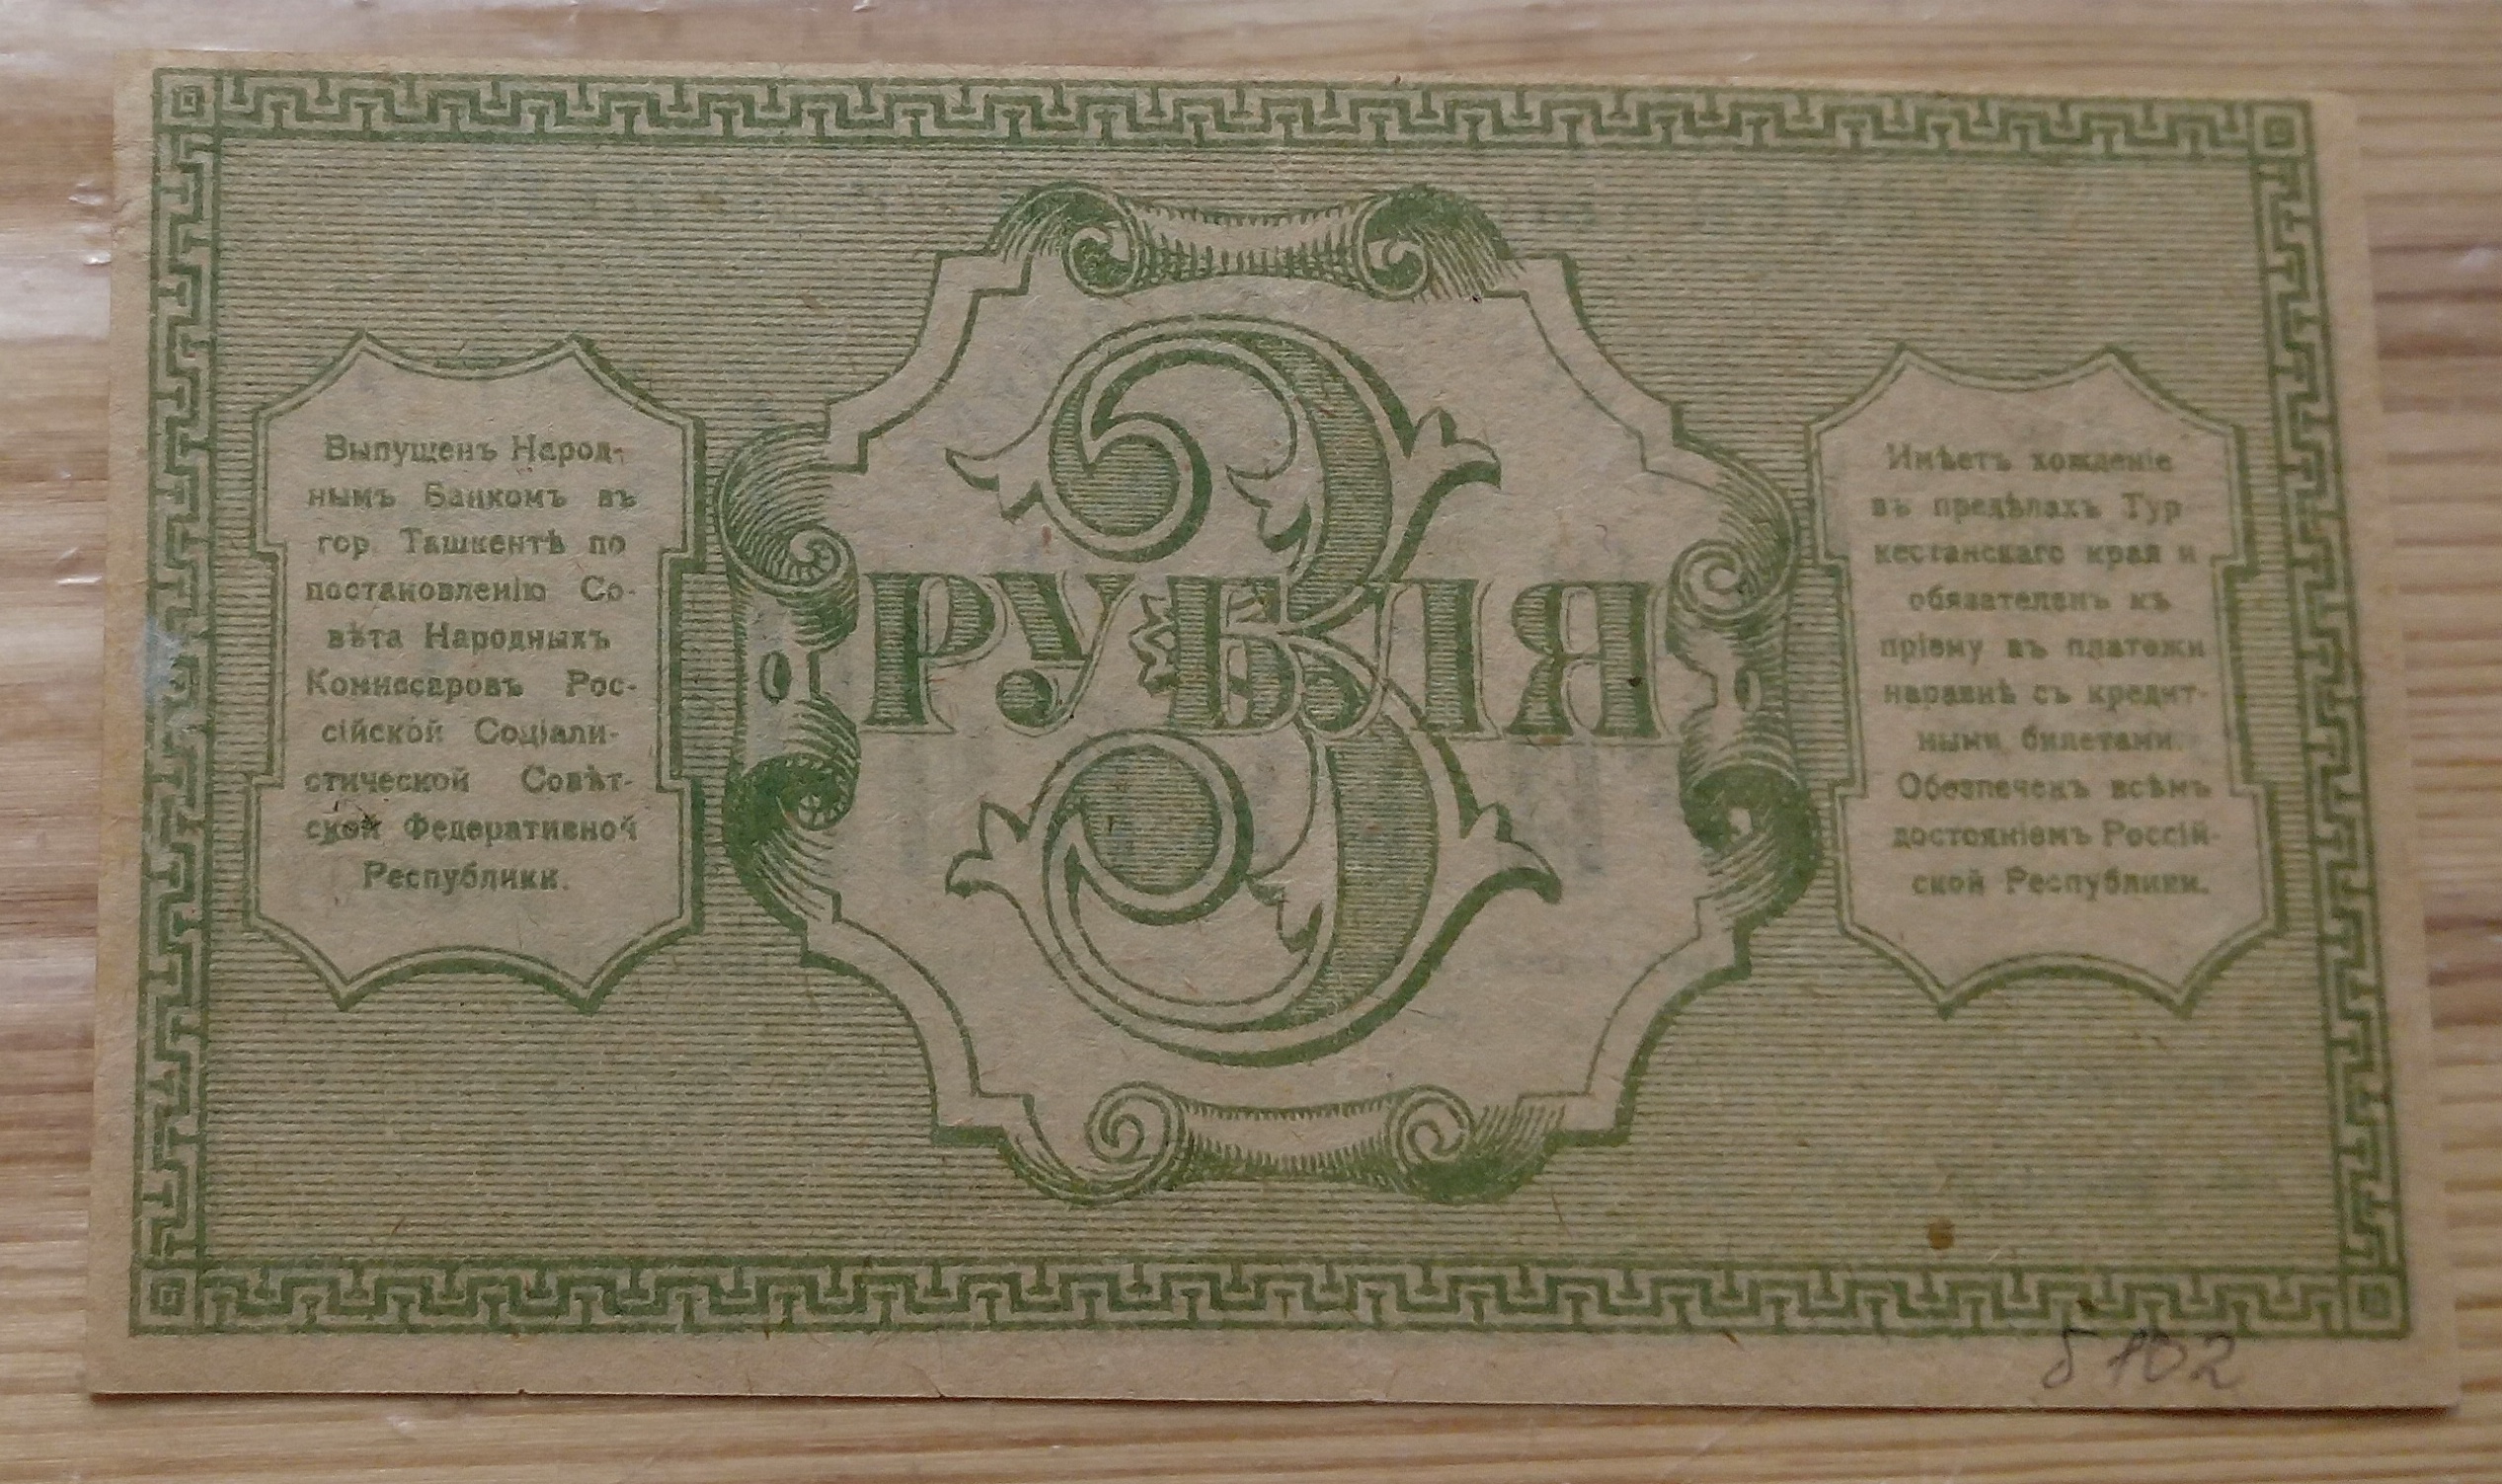 Выпущенъ Народ-
нымъ Банкомъ въ
гор. Ташкентѣ по
постановленію Со-
вѣта Народныхъ
Комиссаровъ Рос-
сійской Соціали-
стической Совѣт-
ской Федеративной
Республики.
3
РУБЛЯ
Имѣетъ хожденіе
въ предѣлахъ Тур
кестанскаго края и
обязателенъ къ
пріему въ платежи
наравнѣ съ кредит-
ными билетами.
Обезпеченъ всѣмъ
достояніемъ Россій-
ской Республики.